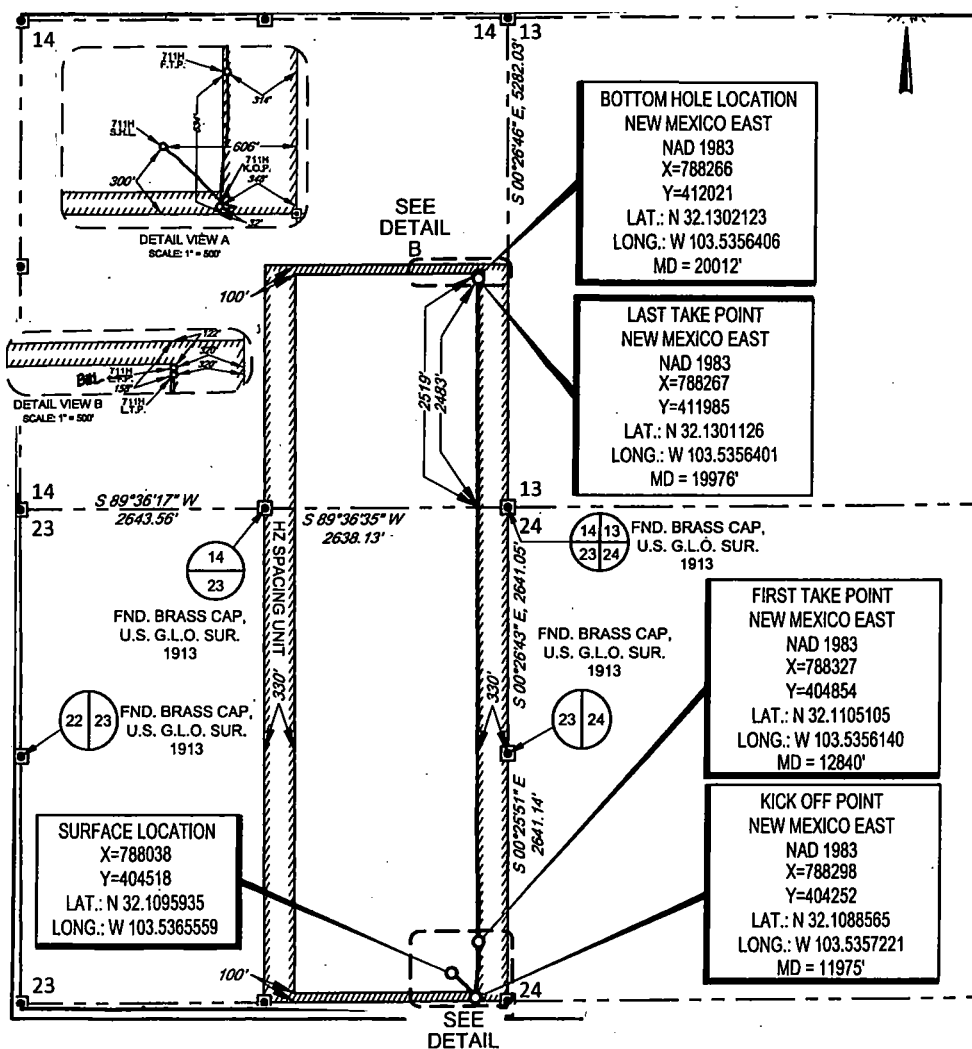 14
14
13
711H
F.T.P.
314'
634'
711H
S.H.L.
606'
300'
711H
K.O.P.
348'
32'
DETAIL VIEW A
SCALE: 1" = 500'
S 00°26'46" E, 5282.03'
BOTTOM HOLE LOCATION
NEW MEXICO EAST
NAD 1983
X=788266
Y=412021
LAT.: N 32.1302123
LONG.: W 103.5356406
MD = 20012'
SEE
DETAIL
B
100'
LAST TAKE POINT
NEW MEXICO EAST
NAD 1983
X=788267
Y=411985
LAT.: N 32.1301126
LONG.: W 103.5356401
MD = 19976'
122'
320'
320'
711H
BHL
L.T.P.
158'
711H
L.T.P.
DETAIL VIEW B
SCALE: 1" = 500'
2519'
2483'
14
23
S 89°36'17" W
2643.56'
S 89°36'35" W
2638.13'
13
24
14
23
FND. BRASS CAP,
U.S. G.L.O. SUR.
1913
14 13
23 24
FND. BRASS CAP,
U.S. G.L.O. SUR.
1913
HZ SPACING UNIT
330'
330'
S 00°26'43" E, 2641.05'
FND. BRASS CAP,
U.S. G.L.O. SUR.
1913
23 24
22 23
FND. BRASS CAP,
U.S. G.L.O. SUR.
1913
FIRST TAKE POINT
NEW MEXICO EAST
NAD 1983
X=788327
Y=404854
LAT.: N 32.1105105
LONG.: W 103.5356140
MD = 12840'
S 00°25'51" E
2641.14'
KICK OFF POINT
NEW MEXICO EAST
NAD 1983
X=788298
Y=404252
LAT.: N 32.1088565
LONG.: W 103.5357221
MD = 11975'
SURFACE LOCATION
X=788038
Y=404518
LAT.: N 32.1095935
LONG.: W 103.5365559
100'
23
24
SEE
DETAIL